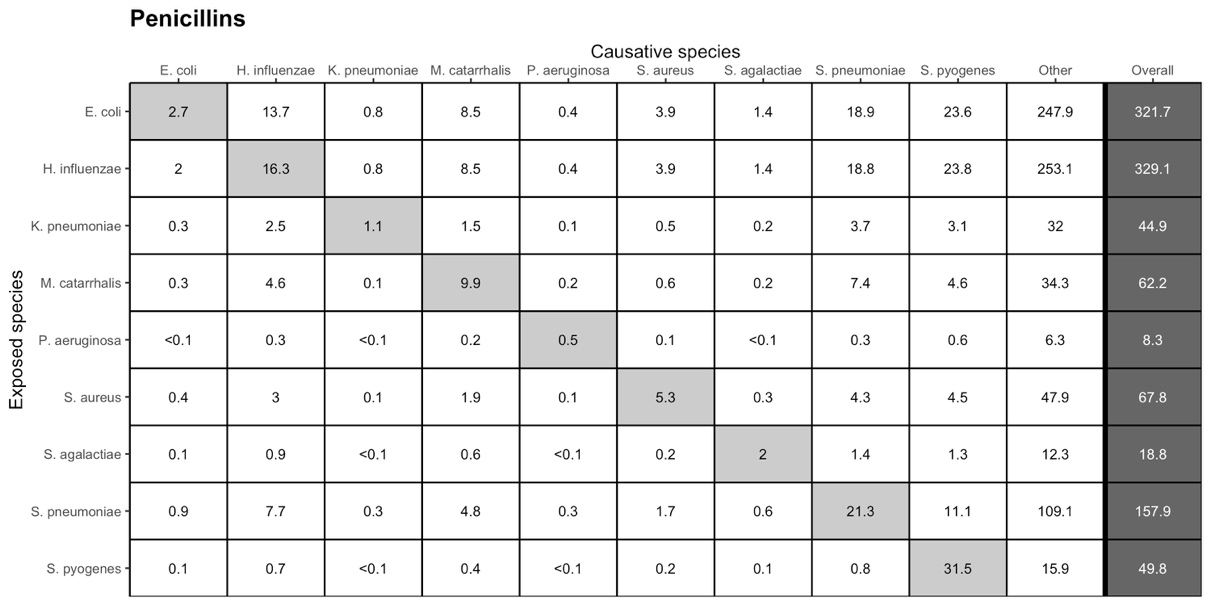 Penicillins
Causative species
E. coli H. influenzae K. pneumoniae M. catarrhalis P. aeruginosa S. aureus S. agalactiae S. pneumoniae S. pyogenes Other Overall
Exposed species
E. coli 2.7 13.7 0.8 8.5 0.4 3.9 1.4 18.9 23.6 247.9 321.7
H. influenzae 2 16.3 0.8 8.5 0.4 3.9 1.4 18.8 23.8 253.1 329.1
K. pneumoniae 0.3 2.5 1.1 1.5 0.1 0.5 0.2 3.7 3.1 32 44.9
M. catarrhalis 0.3 4.6 0.1 9.9 0.2 0.6 0.2 7.4 4.6 34.3 62.2
P. aeruginosa <0.1 0.3 <0.1 0.2 0.5 0.1 <0.1 0.3 0.6 6.3 8.3
S. aureus 0.4 3 0.1 1.9 0.1 5.3 0.3 4.3 4.5 47.9 67.8
S. agalactiae 0.1 0.9 <0.1 0.6 <0.1 0.2 2 1.4 1.3 12.3 18.8
S. pneumoniae 0.9 7.7 0.3 4.8 0.3 1.7 0.6 21.3 11.1 109.1 157.9
S. pyogenes 0.1 0.7 <0.1 0.4 <0.1 0.2 0.1 0.8 31.5 15.9 49.8